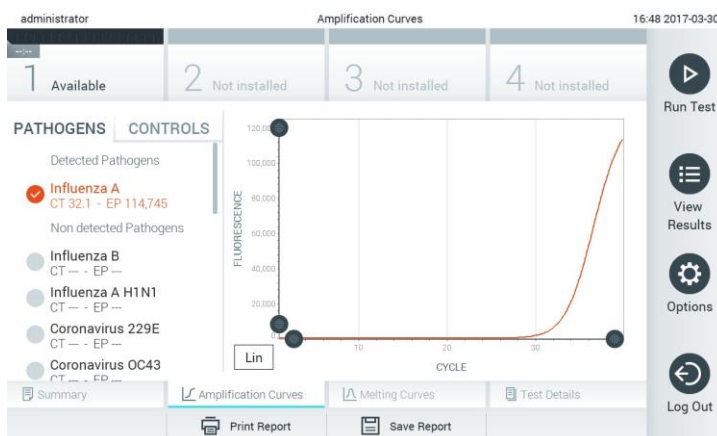 administrator
Amplification Curves
16:48 2017-03-30
--:--
1 Available
2 Not installed
3 Not installed
4 Not installed
Run Test
View
Results
Options
Log Out
PATHOGENS CONTROLS
Detected Pathogens
Influenza A
CT 32.1 - EP 114,745
Non detected Pathogens
Influenza B
CT --- - EP ---
Influenza A H1N1
CT --- - EP ---
Coronavirus 229E
CT --- - EP ---
Coronavirus OC43
CT --- - EP ---
FLUORESCENCE
120,000
100,000
80,000
60,000
40,000
20,000
10
30
CYCLE
Lin
Summary
Amplification Curves
Melting Curves
Test Details
Print Report
Save Report